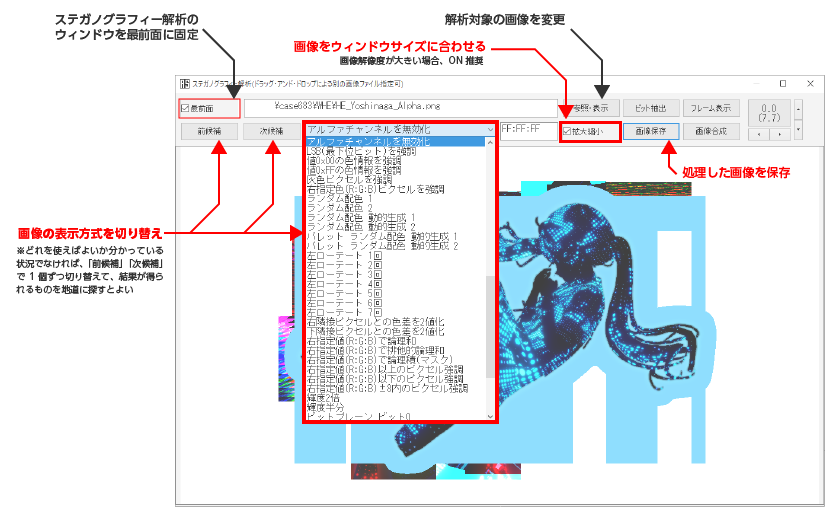 ステガノグラフィー解析の
ウィンドウを最前面に固定
解析対象の画像を変更
画像をウィンドウサイズに合わせる
画像解像度が大きい場合、ON 推奨
ステガノグラフィー解析(ドラッグ・アンド・ドロップによる別の画像ファイル指定可)
最前面
¥case083¥HE¥HE_Yoshinaga_Alpha.png
参照・表示
ビット抽出
フレーム表示
0.0
(7.7)
前候補
次候補
アルファチャンネルを無効化
FF:FF:FF
拡大縮小
画像保存
画像合成
アルファチャンネルを無効化
LSB(最下位ビット)を強調
値0x00の色情報を強調
値0xFFの色情報を強調
灰色ピクセルを強調
右指定色(R:G:B)ピクセルを強調
ランダム配色 1
ランダム配色 2
ランダム配色 動的生成 1
ランダム配色 動的生成 2
パレット ランダム配色 動的生成 1
パレット ランダム配色 動的生成 2
左ローテート 1回
左ローテート 2回
左ローテート 3回
左ローテート 4回
左ローテート 5回
左ローテート 6回
左ローテート 7回
右隣接ピクセルとの色差を2値化
下隣接ピクセルとの色差を2値化
右指定値(R:G:B)で論理和
右指定値(R:G:B)で排他的論理和
右指定値(R:G:B)で論理積(マスク)
右指定値(R:G:B)以上のピクセル強調
右指定値(R:G:B)以下のピクセル強調
右指定値(R:G:B)±8内のピクセル強調
輝度2倍
輝度半分
ビットプレーン ビット0
処理した画像を保存
画像の表示方式を切り替え
※どれを使えばよいか分かっている
状況でなければ、「前候補」「次候補」
で 1 個ずつ切り替えて、結果が得ら
れるものを地道に探すとよい